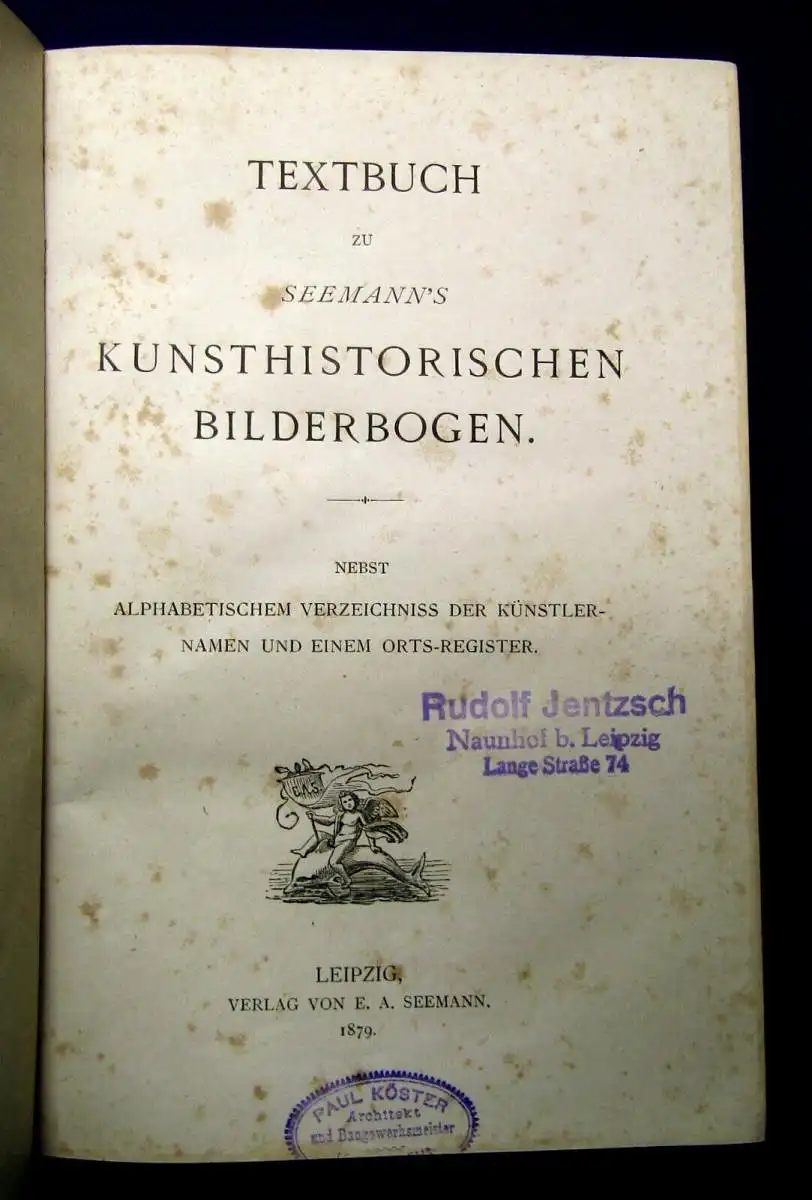 TEXTBUCH
ZU
SEEMANN'S
KUNSTHISTORISCHEN
BILDERBOGEN.
NEBST
ALPHABETISCHEM VERZEICHNISS DER KÜNSTLER-
NAMEN UND EINEM ORTS-REGISTER.
Rudolf Jentzsch
Naunhof b. Leipzig
Lange Straße 74
E.A.S.
LEIPZIG,
VERLAG VON E. A. SEEMANN.
1879.
PAUL KÖSTER
Architekt
und Baugewerksmeister